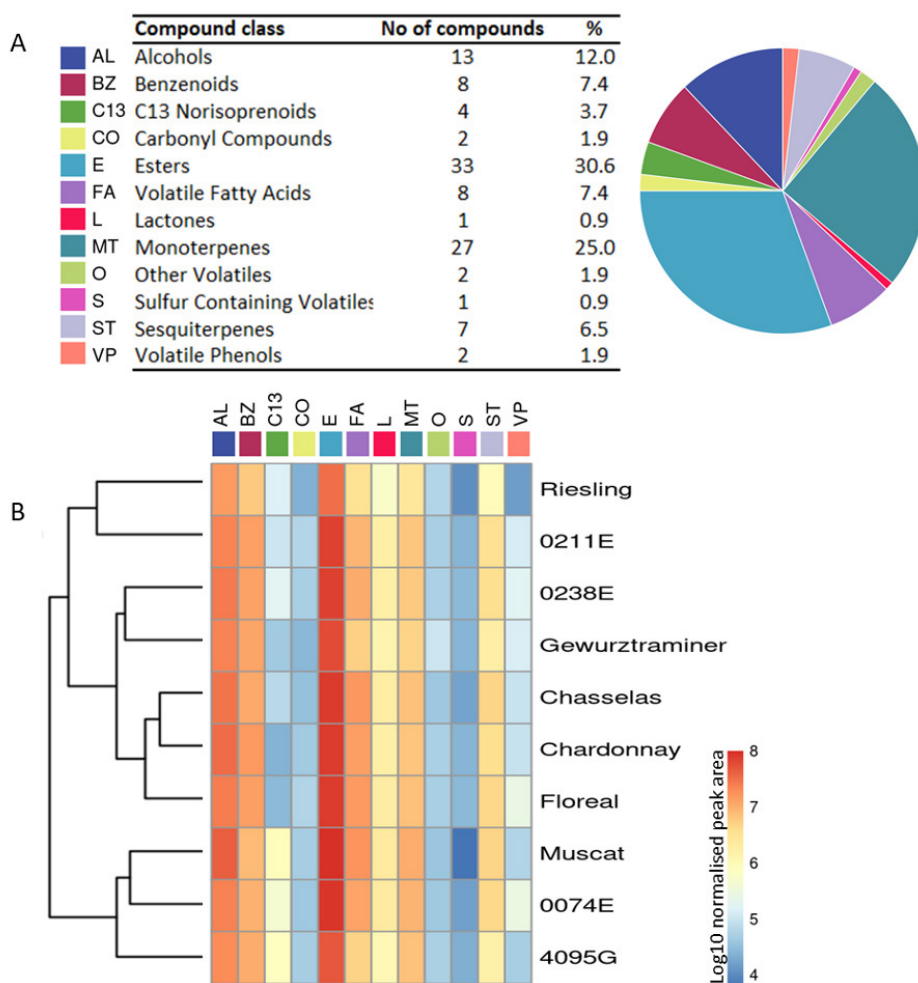 A
Compound class No of compounds %
AL Alcohols 13 12.0
BZ Benzenoids 8 7.4
C13 C13 Norisoprenoids 4 3.7
CO Carbonyl Compounds 2 1.9
E Esters 33 30.6
FA Volatile Fatty Acids 8 7.4
L Lactones 1 0.9
MT Monoterpenes 27 25.0
O Other Volatiles 2 1.9
S Sulfur Containing Volatiles 1 0.9
ST Sesquiterpenes 7 6.5
VP Volatile Phenols 2 1.9
B
AL BZ C13 CO E FA L MT O S ST VP
Riesling
0211E
0238E
Gewurztraminer
Chasselas
Chardonnay
Floreal
Muscat
0074E
4095G
Log10 normalised peak area
8
7
6
5
4